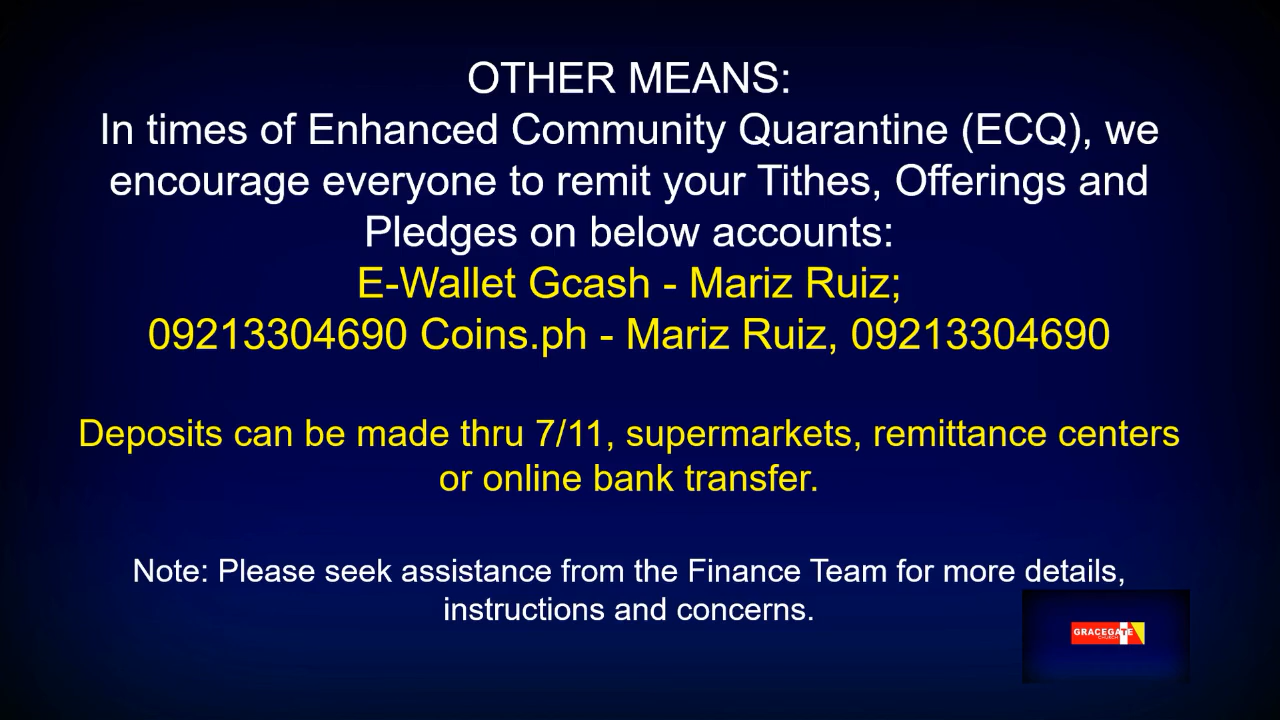 OTHER MEANS:
In times of Enhanced Community Quarantine (ECQ), we
encourage everyone to remit your Tithes, Offerings and
Pledges on below accounts:
E-Wallet Gcash - Mariz Ruiz;
09213304690 Coins.ph - Mariz Ruiz, 09213304690
Deposits can be made thru 7/11, supermarkets, remittance centers
or online bank transfer.
Note: Please seek assistance from the Finance Team for more details,
instructions and concerns.
GRACEGATE
CHURCH